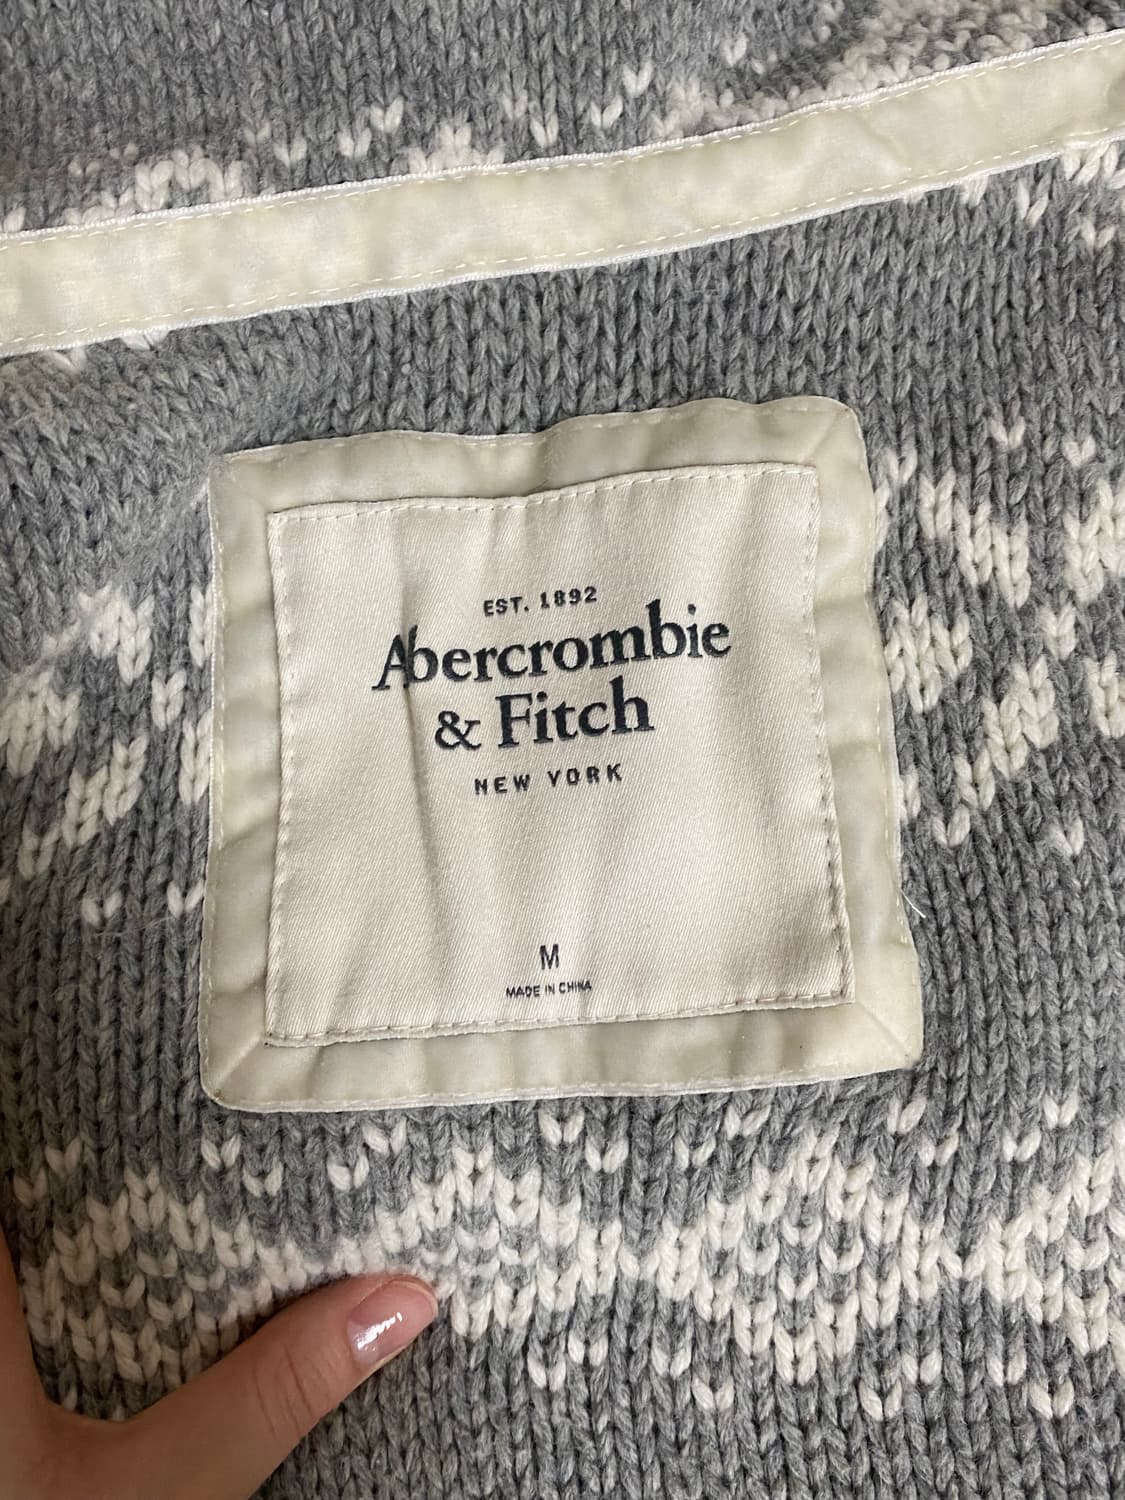 EST. 1892
Abercrombie
& Fitch
NEW YORK
M
MADE IN CHINA